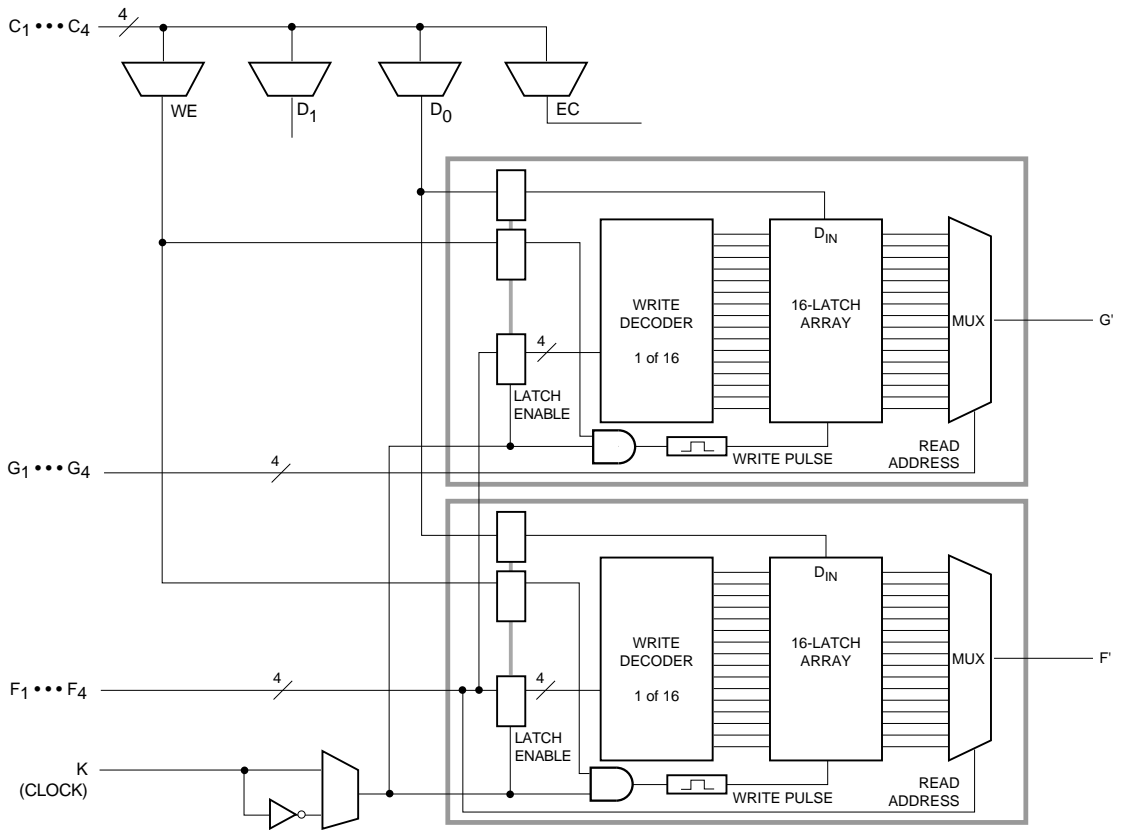 C1 ••• C4 4
WE D1 D0 EC
DIN
WRITE
DECODER
1 of 16
16-LATCH
ARRAY
MUX
G'
4
LATCH
ENABLE
WRITE PULSE
READ
ADDRESS
G1 ••• G4 4
DIN
WRITE
DECODER
1 of 16
16-LATCH
ARRAY
MUX
F'
F1 ••• F4 4
4
LATCH
ENABLE
WRITE PULSE
READ
ADDRESS
K
(CLOCK)